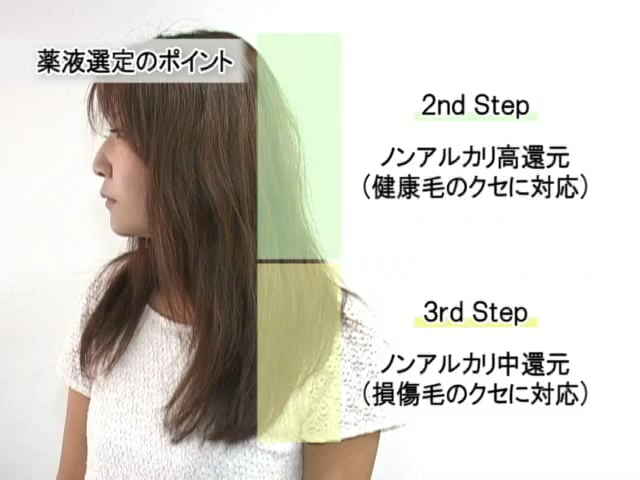 薬液選定のポイント
2nd Step
ノンアルカリ高還元
（健康毛のクセに対応）
3rd Step
ノンアルカリ中還元
（損傷毛のクセに対応）